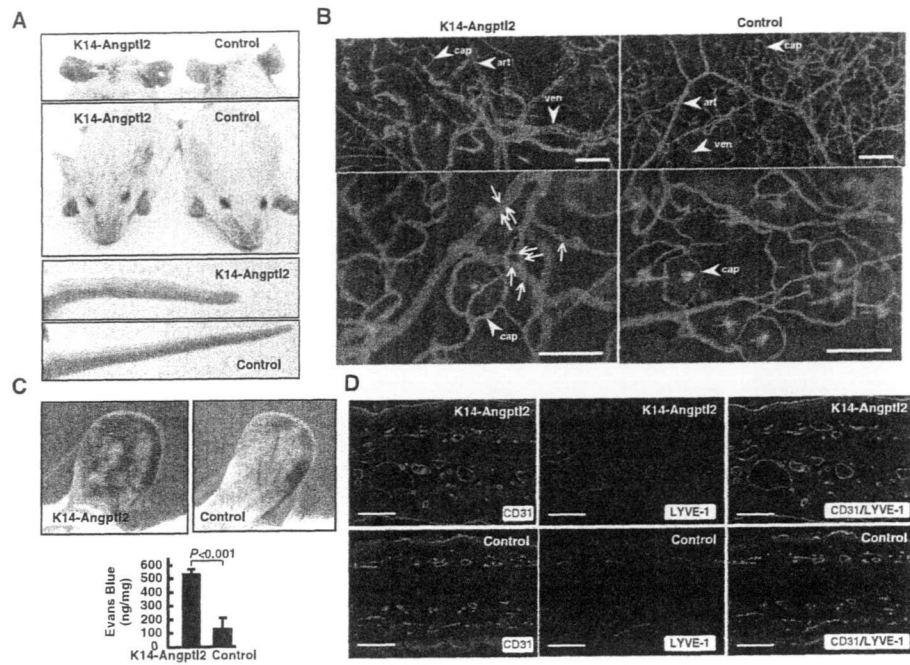 A
K14-Angptl2 Control
K14-Angptl2 Control
K14-Angptl2
Control
B
K14-Angptl2 Control
cap
art
ven
cap
art
ven
cap
cap
C
K14-Angptl2 Control
P<0,001
Evans Blue
(ng/mg)
600
500
400
300
200
100
0
K14-Angptl2 Control
D
K14-Angptl2 K14-Angptl2 K14-Angptl2
CD31 LYVE-1 CD31/LYVE-1
Control Control Control
CD31 LYVE-1 CD31/LYVE-1